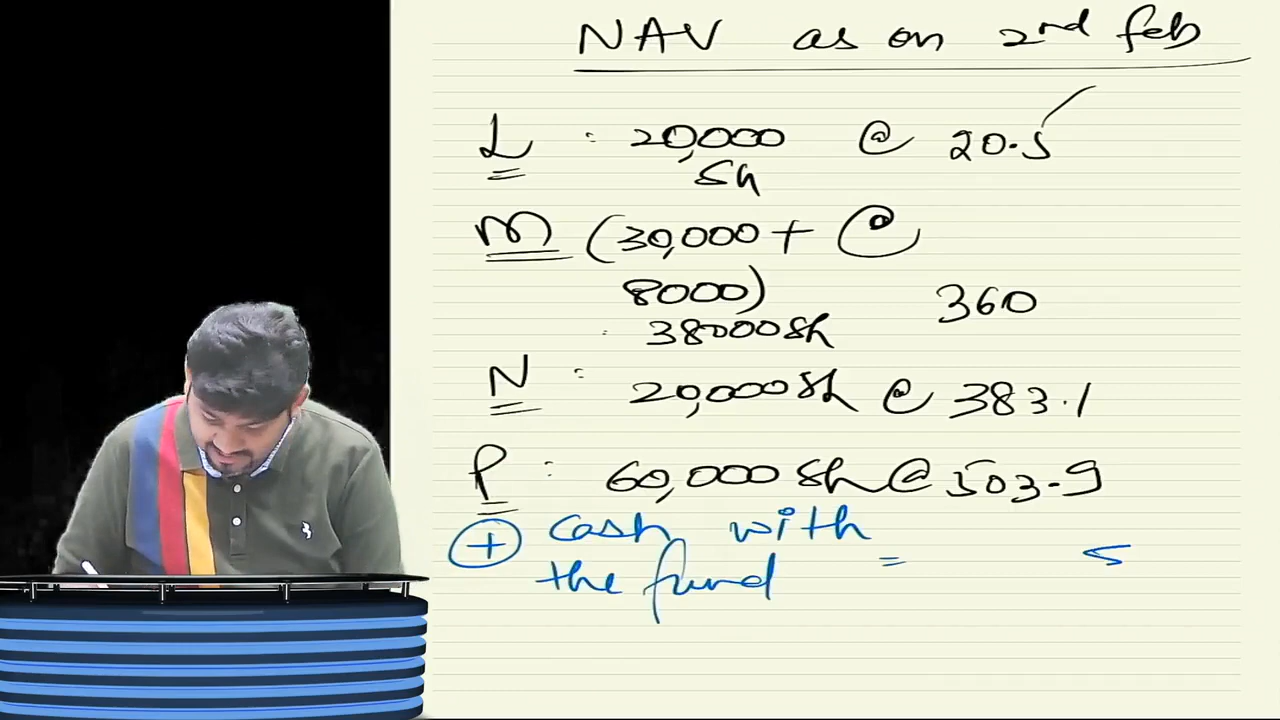 NAV as on 2nd feb
L : 20,000 @ 20.5
Sh
M (30,000 + @
8000) 360
: 38000 Sh
N : 20,000 Sh @ 383.1
P : 60,000 Sh @ 503.9
+ cash with
the fund = 5